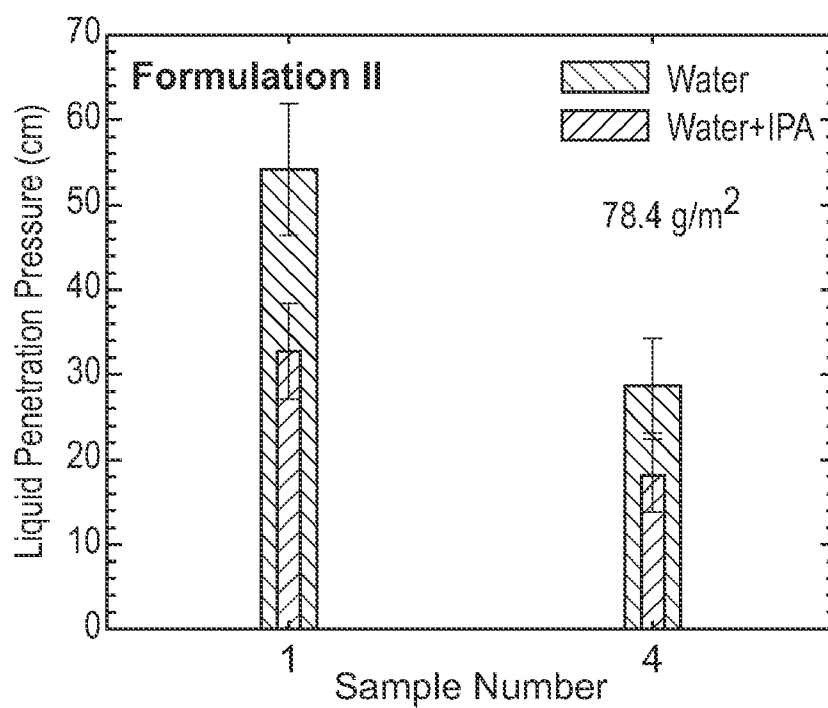 70
60
50
40
30
20
10
0
Liquid Penetration Pressure (cm)
Formulation II
Water
Water+IPA
78.4 g/m²
1
4
Sample Number